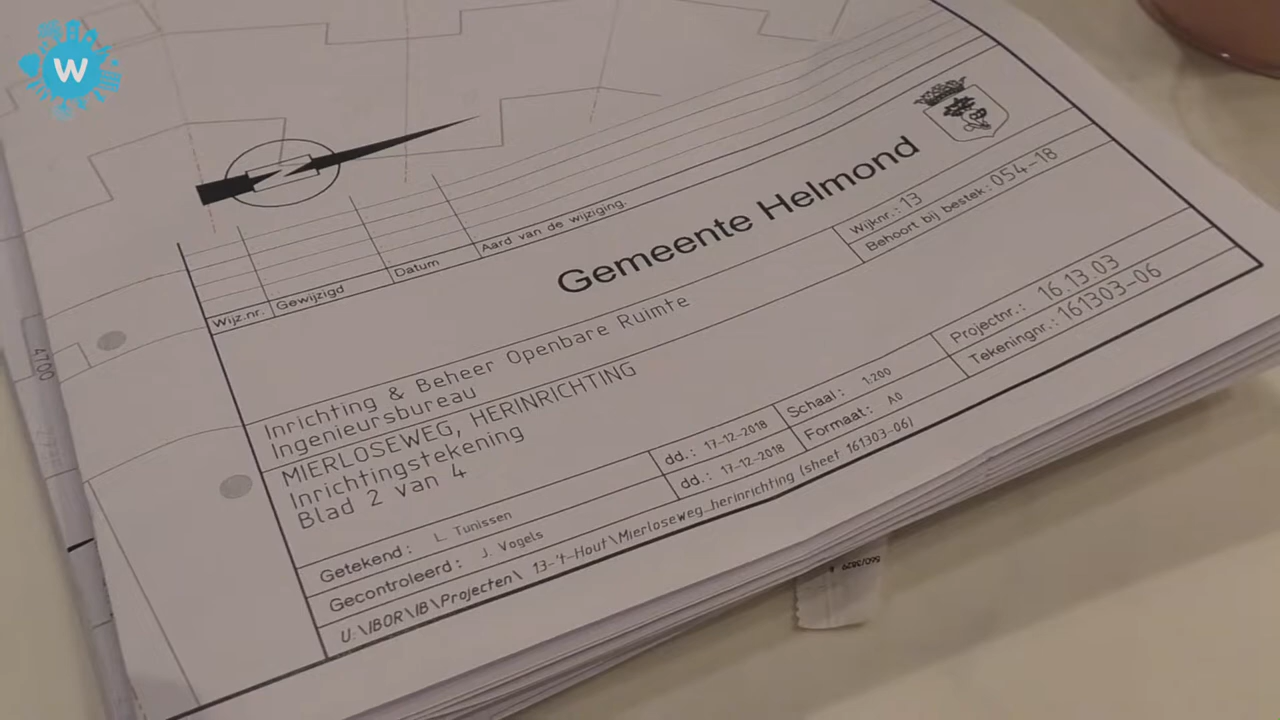 W
Wijz.nr. Gewijzigd Datum Aard van de wijziging.
Gemeente Helmond
Wijknr.: 13
Behoort bij bestek: 054-18
Inrichting & Beheer Openbare Ruimte
Ingenieursbureau
MIERLOSEWEG, HERINRICHTING
Inrichtingstekening
Blad 2 van 4
Projectnr.: 16.13.03
Tekeningnr.: 161303-06
Getekend: L. Tunissen dd.: 17-12-2018 Schaal: 1:200
Gecontroleerd: J. Vogels dd.: 17-12-2018 Formaat: A0
U:\IBOR\IB\Projecten\ 13-'t-Hout\Mierloseweg_herinrichting (sheet 161303-06)
4700